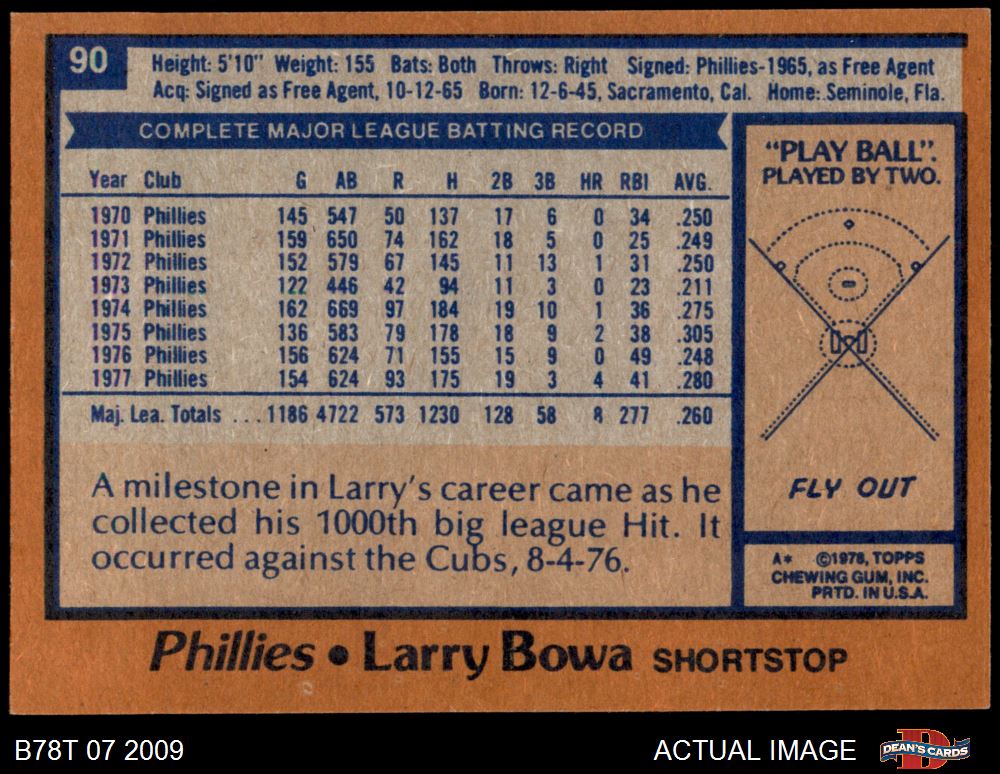 90
Height: 5'10" Weight: 155 Bats: Both Throws: Right Signed: Phillies-1965, as Free Agent
Acq: Signed as Free Agent, 10-12-65 Born: 12-6-45, Sacramento, Cal. Home: Seminole, Fla.
COMPLETE MAJOR LEAGUE BATTING RECORD
Year Club G AB R H 2B 3B HR RBI AVG.
1970 Phillies 145 547 50 137 17 6 0 34 .250
1971 Phillies 159 650 74 162 18 5 0 25 .249
1972 Phillies 152 579 67 145 11 13 1 31 .250
1973 Phillies 122 446 42 94 11 3 0 23 .211
1974 Phillies 162 669 97 184 19 10 1 36 .275
1975 Phillies 136 583 79 178 18 9 2 38 .305
1976 Phillies 156 624 71 155 15 9 0 49 .248
1977 Phillies 154 624 93 175 19 3 4 41 .280
Maj. Lea. Totals ...1186 4722 573 1230 128 58 8 277 .260
A milestone in Larry's career came as he
collected his 1000th big league Hit. It
occurred against the Cubs, 8-4-76.
"PLAY BALL".
PLAYED BY TWO.
FLY OUT
A* ©1978, TOPPS
CHEWING GUM, INC.
PRTD. IN U.S.A.
Phillies • Larry Bowa SHORTSTOP
B78T 07 2009
ACTUAL IMAGE
DEAN'S CARDS